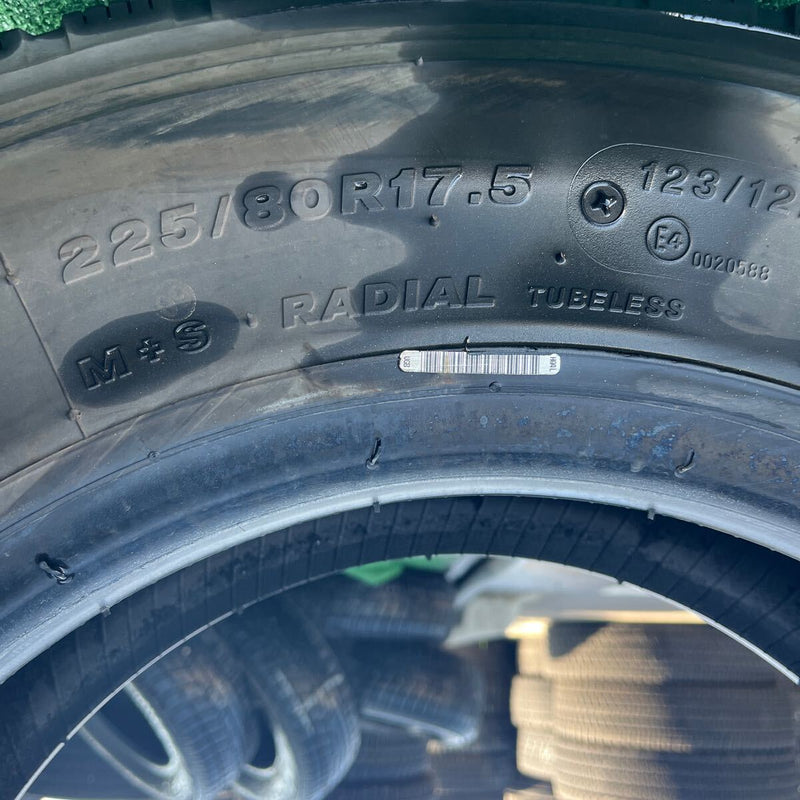 225/80R17.5
123/12
E4
0020588
M+S RADIAL TUBELESS